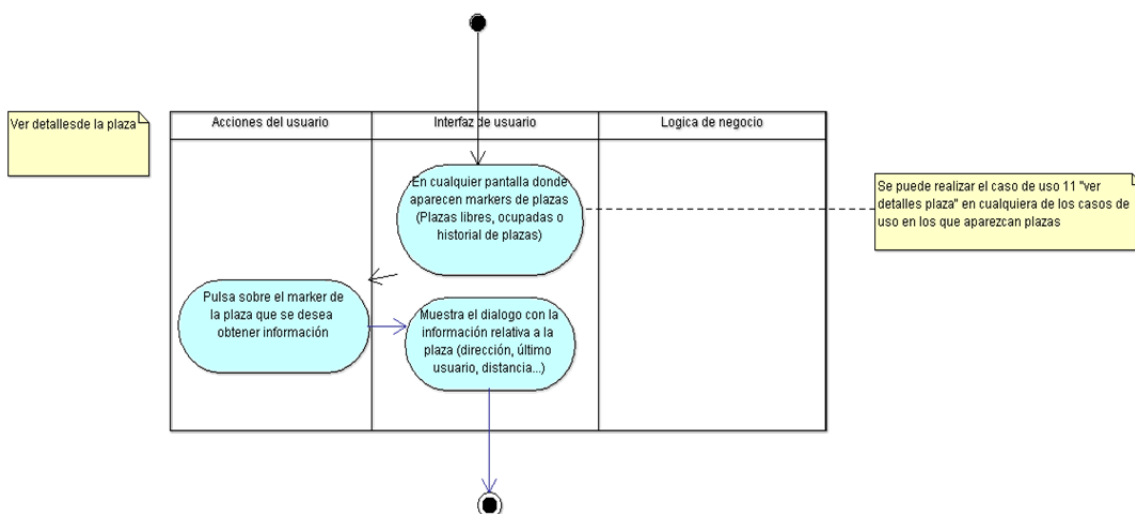 Ver detallesde la plaza
Acciones del usuario
Interfaz de usuario
Logica de negocio
En cualquier pantalla donde
aparecen markers de plazas
(Plazas libres, ocupadas o
historial de plazas)
Se puede realizar el caso de uso 11 "ver
detalles plaza" en cualquiera de los casos de
uso en los que aparezcan plazas
Pulsa sobre el marker de
la plaza que se desea
obtener información
Muestra el dialogo con la
información relativa a la
plaza (dirección, último
usuario, distancia...)